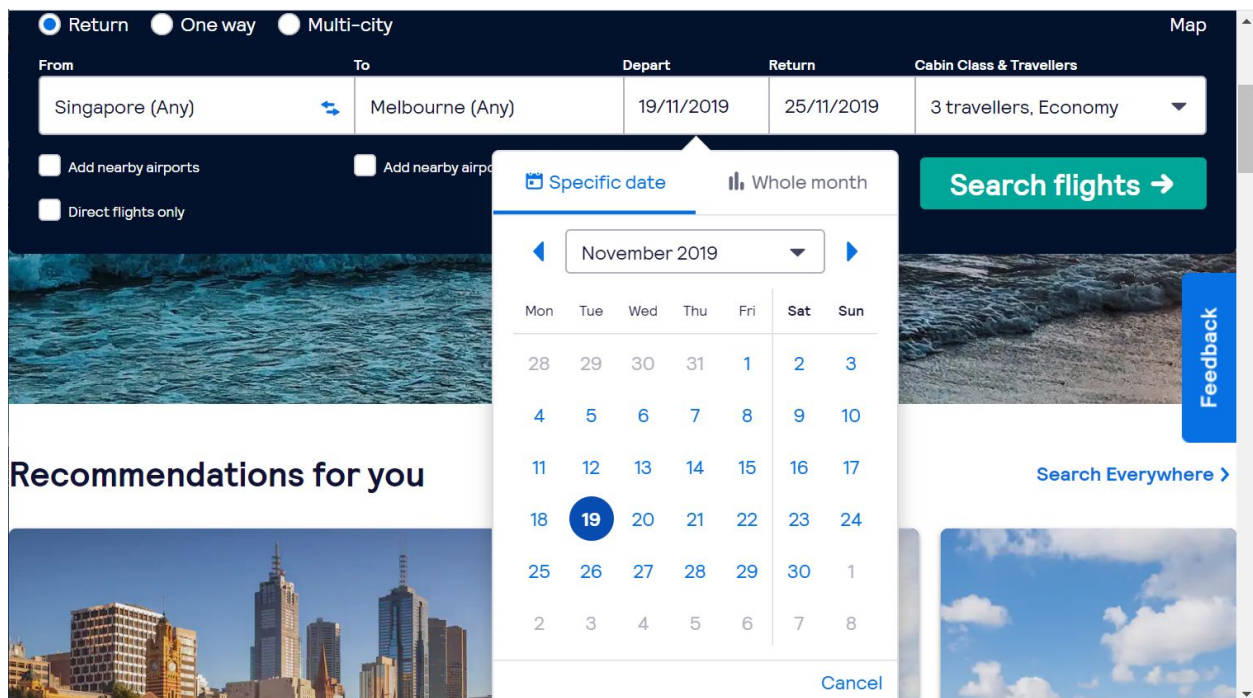 Return One way Multi-city Map
From To Depart Return Cabin Class & Travellers
Singapore (Any) Melbourne (Any) 19/11/2019 25/11/2019 3 travellers, Economy
Add nearby airports Add nearby airpo
Direct flights only
Search flights →
Specific date Whole month
November 2019
Mon Tue Wed Thu Fri Sat Sun
28 29 30 31 1 2 3
4 5 6 7 8 9 10
11 12 13 14 15 16 17
18 19 20 21 22 23 24
25 26 27 28 29 30 1
2 3 4 5 6 7 8
Cancel
Feedback
Recommendations for you
Search Everywhere >